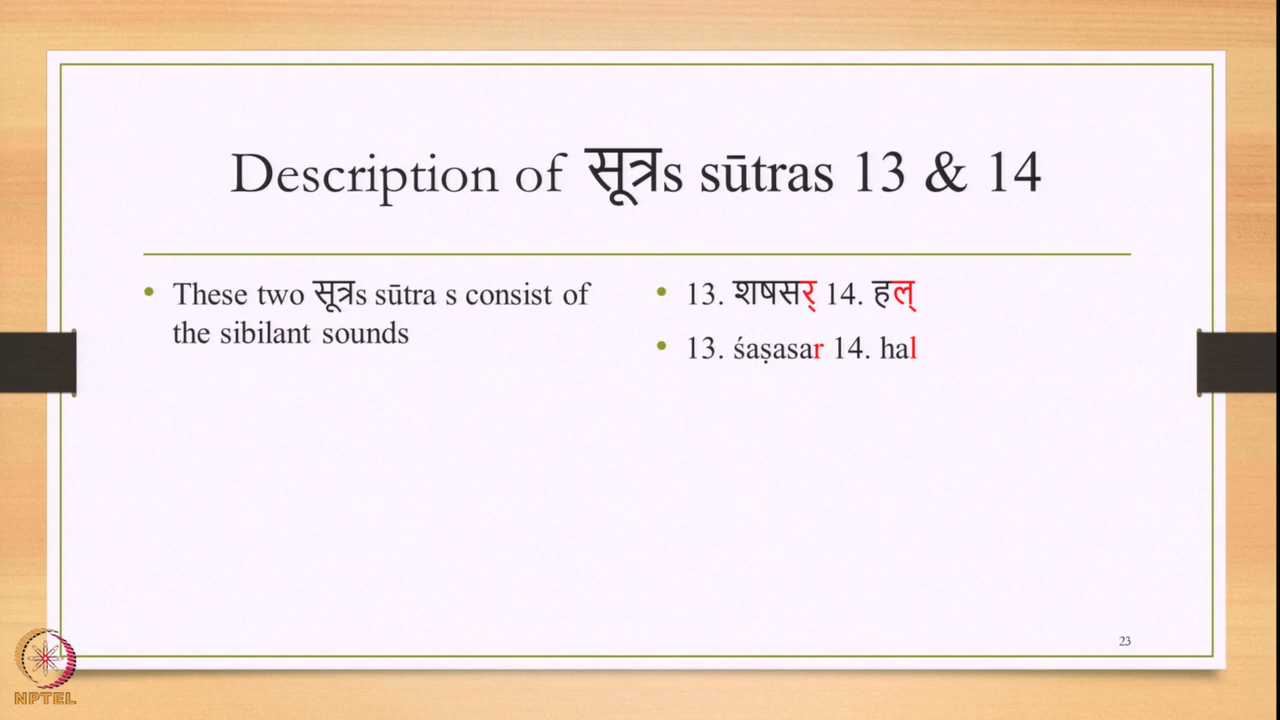 Description of सूत्रs sūtras 13 & 14
• These two सूत्रs sūtra s consist of
the sibilant sounds
• 13. शषसर् 14. हल्
• 13. śaṣasar 14. hal
23
NPTEL